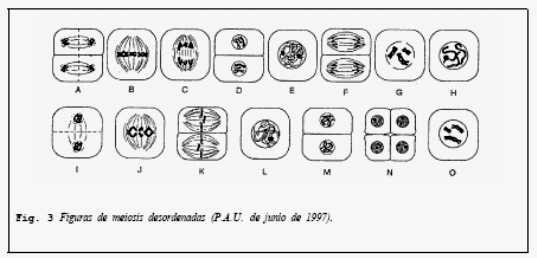 A B C D E F G H
I J K L M N O
Fig. 3 Figuras de meiosis desordenadas (P.A.U. de junio de 1997).